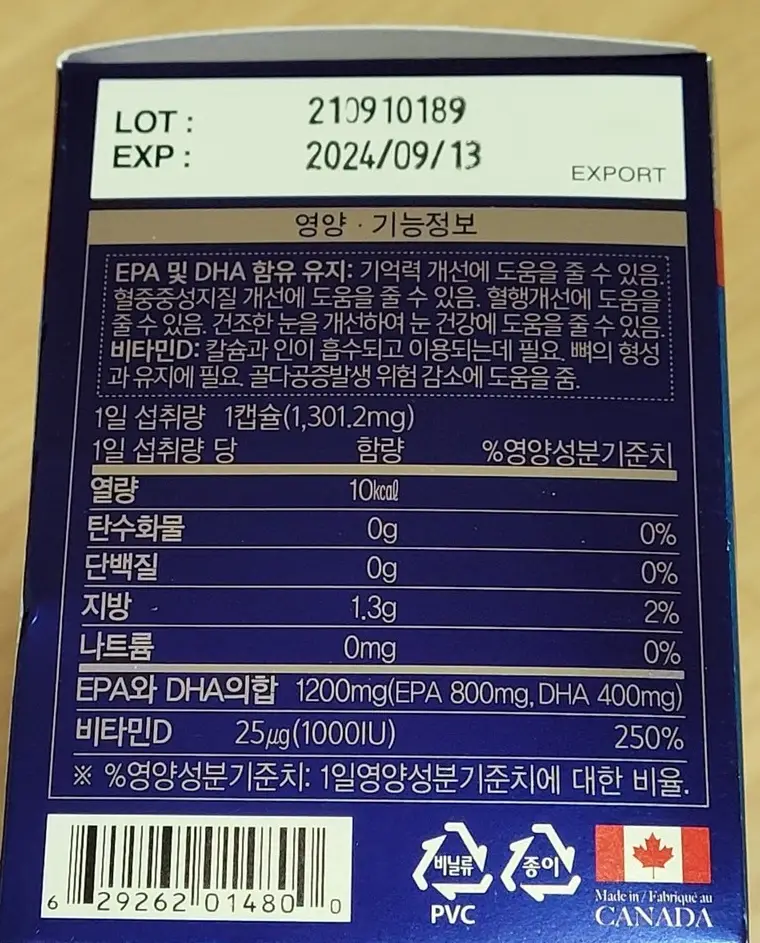 LOT : 210910189
EXP : 2024/09/13
EXPORT
영양 · 기능정보
EPA 및 DHA 함유 유지: 기억력 개선에 도움을 줄 수 있음.
혈중중성지질 개선에 도움을 줄 수 있음. 혈행개선에 도움을
줄 수 있음. 건조한 눈을 개선하여 눈 건강에 도움을 줄 수 있음.
비타민D: 칼슘과 인이 흡수되고 이용되는데 필요. 뼈의 형성
과 유지에 필요. 골다공증발생 위험 감소에 도움을 줌.
1일 섭취량 1캡슐(1,301.2mg)
1일 섭취량 당 함량 %영양성분기준치
열량 10kcal
탄수화물 0g 0%
단백질 0g 0%
지방 1.3g 2%
나트륨 0mg 0%
EPA와 DHA의합 1200mg(EPA 800mg, DHA 400mg)
비타민D 25㎍(1000IU) 250%
※ %영양성분기준치: 1일영양성분기준치에 대한 비율.
6 29262 01480 0
비닐류
PVC
종이
Made in / Fabriqué au
CANADA